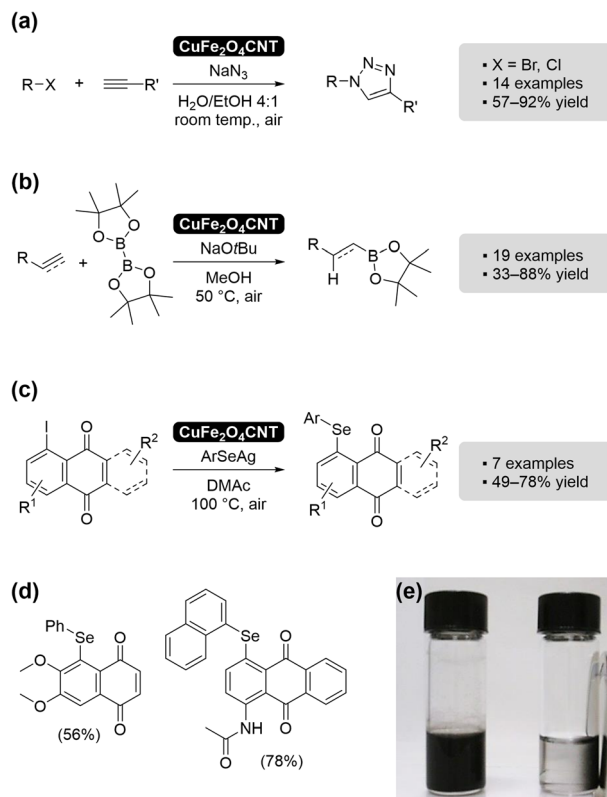 (a)
R–X + R'
CuFe₂O₄CNT
NaN₃
H₂O/EtOH 4:1
room temp., air
N N N
R
R'
▪ X = Br, Cl
▪ 14 examples
▪ 57–92% yield
(b)
R
+
O O
B
B
O O
CuFe₂O₄CNT
NaOtBu
MeOH
50 °C, air
R
H
B
O
O
▪ 19 examples
▪ 33–88% yield
(c)
I
O
R²
R¹
O
CuFe₂O₄CNT
ArSeAg
DMAc
100 °C, air
Ar
Se
O
R²
R¹
O
▪ 7 examples
▪ 49–78% yield
(d)
Ph
Se
O
O
O
O
(56%)
Se
O
O
NH
O
(78%)
(e)